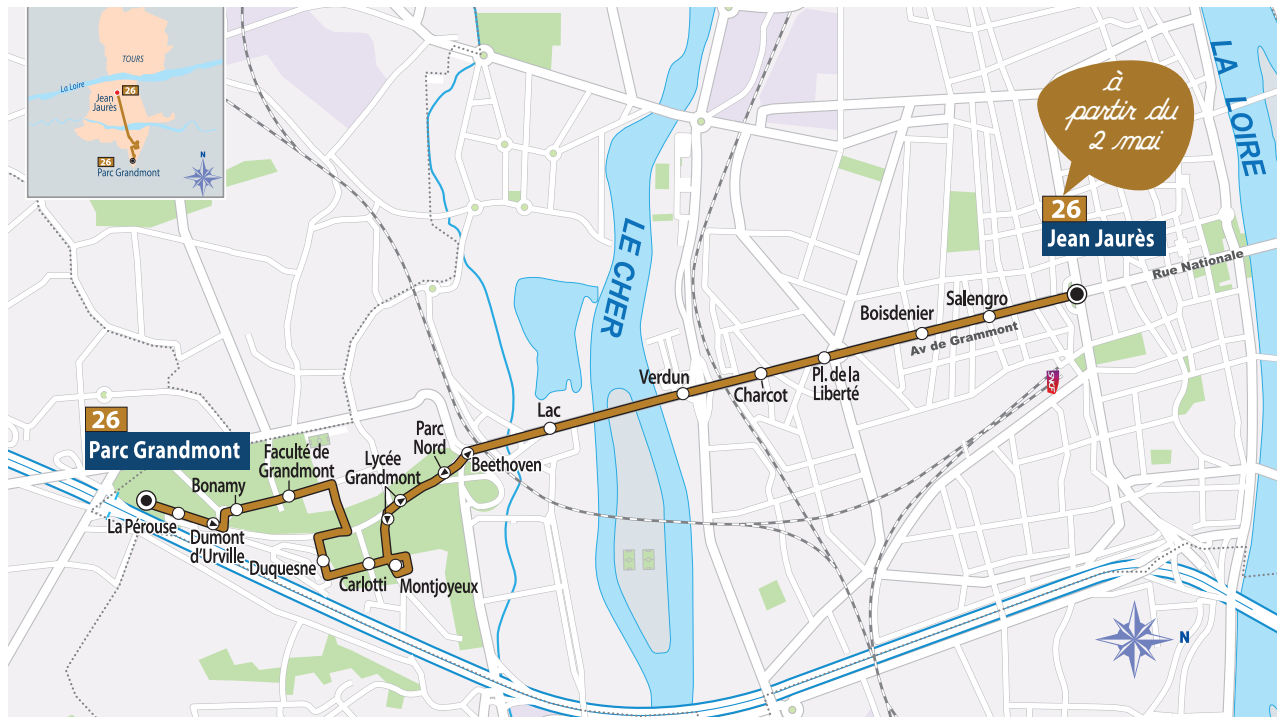 TOURS
La Loire
Jean
Jaurès
26
26
Parc Grandmont
N
LA LOIRE
à
partir du
2 mai
26
Jean Jaurès
Rue Nationale
LE CHER
Salengro
Boisdenier
Av de Grammont
Pl. de la
Liberté
Charcot
Verdun
Lac
SNCF
26
Parc Grandmont
Parc
Nord
Beethoven
Lycée
Grandmont
Faculté de
Grandmont
Bonamy
La Pérouse
Dumont
d'Urville
Duquesne
Carlotti
Montjoyeux
N